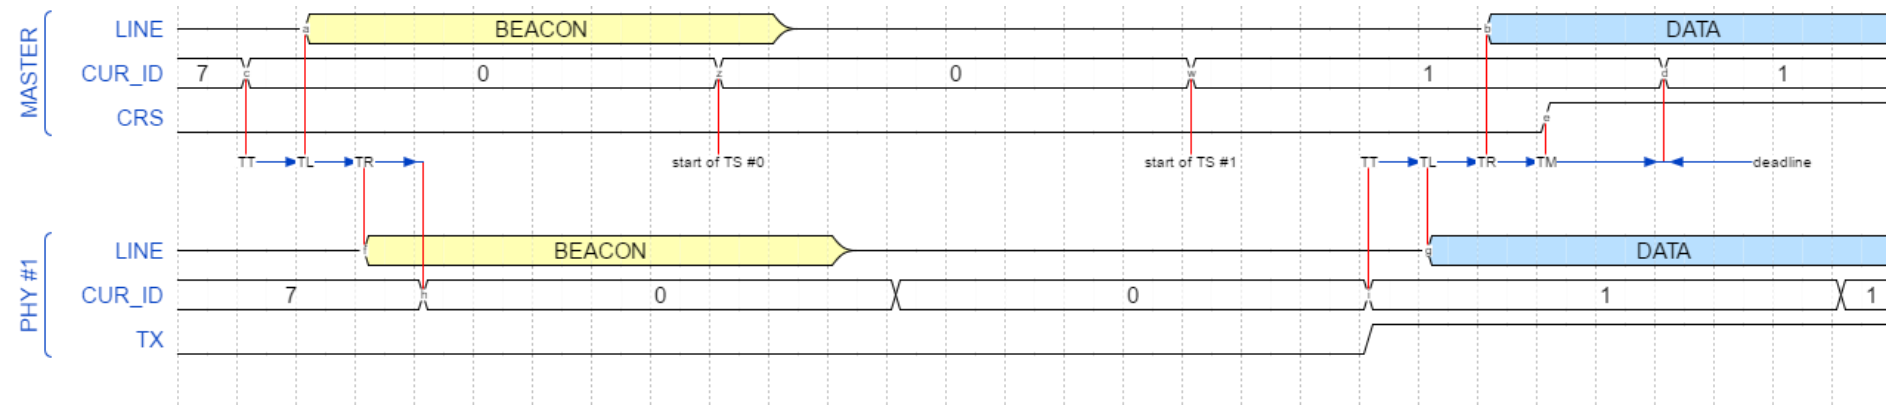 MASTER
LINE a BEACON b DATA
CUR_ID 7 c 0 z 0 w 1 d 1
CRS e
TT TL TR start of TS #0 start of TS #1 TT TL TR TM deadline
PHY #1
LINE BEACON g DATA
CUR_ID 7 h 0 0 1 1
TX